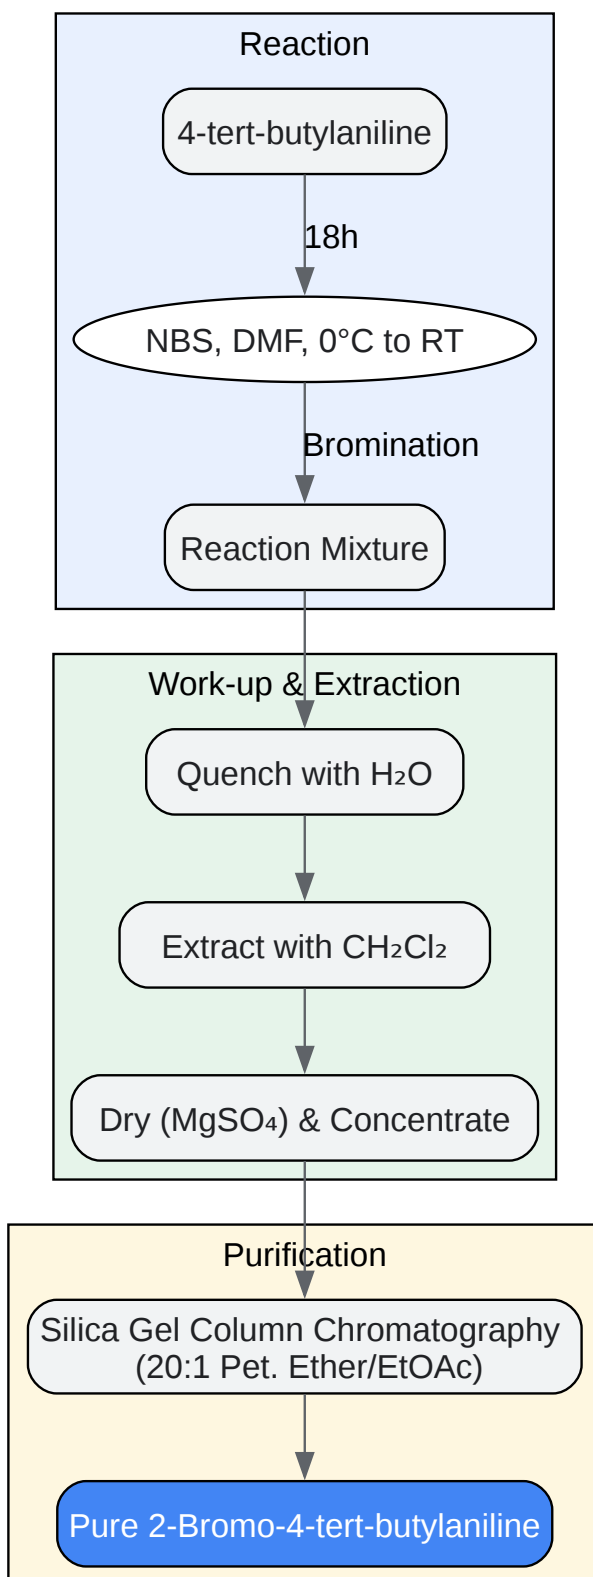 Reaction
4-tert-butylaniline
18h
NBS, DMF, 0°C to RT
Bromination
Reaction Mixture
Work-up & Extraction
Quench with H₂O
Extract with CH₂Cl₂
Dry (MgSO₄) & Concentrate
Purification
Silica Gel Column Chromatography
(20:1 Pet. Ether/EtOAc)
Pure 2-Bromo-4-tert-butylaniline